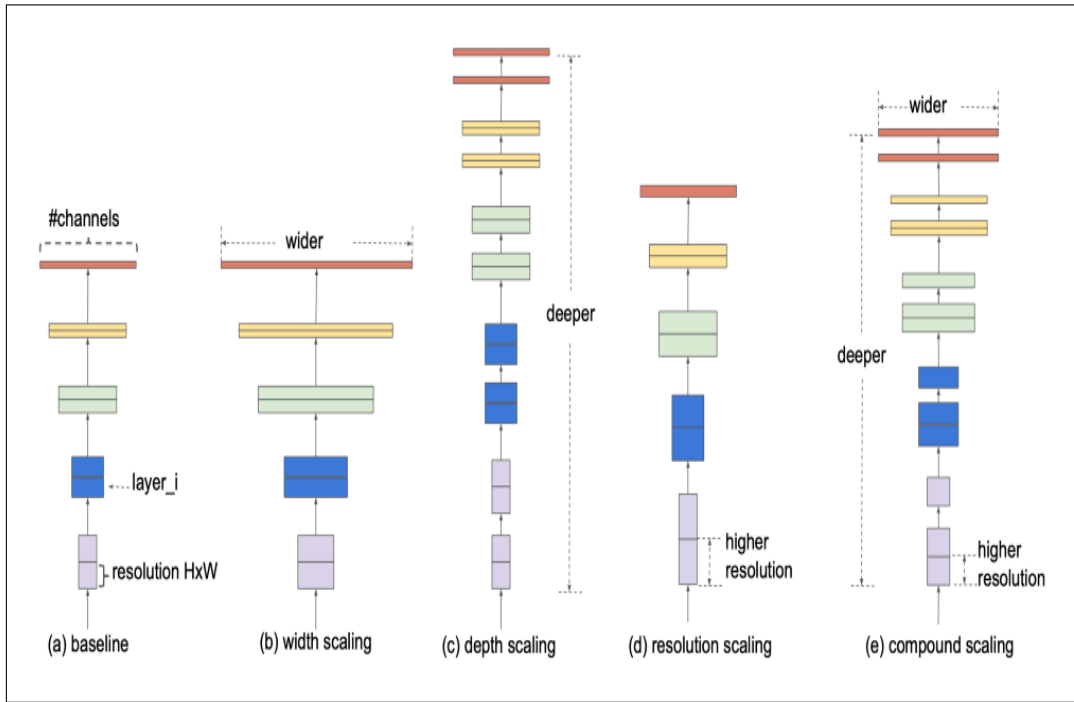 #channels
layer_i
resolution HxW
(a) baseline
wider
(b) width scaling
deeper
(c) depth scaling
higher
resolution
(d) resolution scaling
wider
deeper
higher
resolution
(e) compound scaling